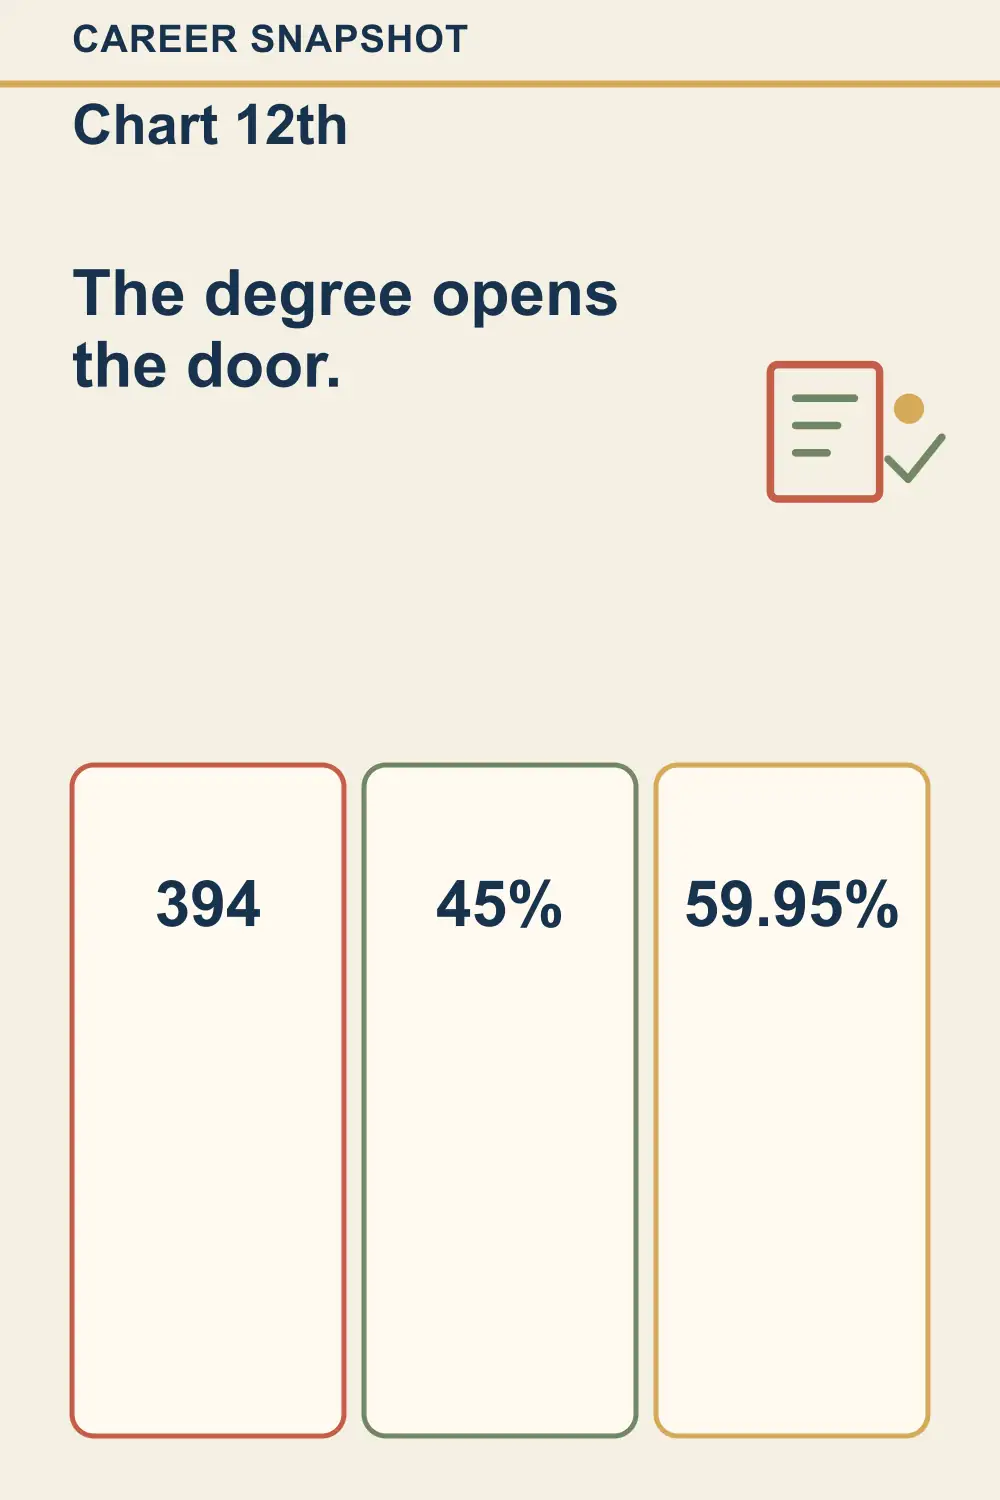 CAREER SNAPSHOT
Chart 12th
The degree opens
the door.
394
45%
59.95%